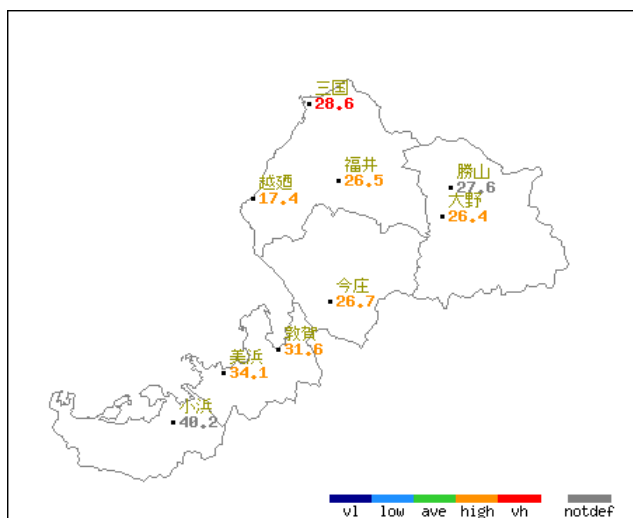 三国
28.6
福井
26.5
越廼
17.4
勝山
27.6
大野
26.4
今庄
26.7
敦賀
31.6
美浜
34.1
小浜
40.2
vl low ave high vh notdef